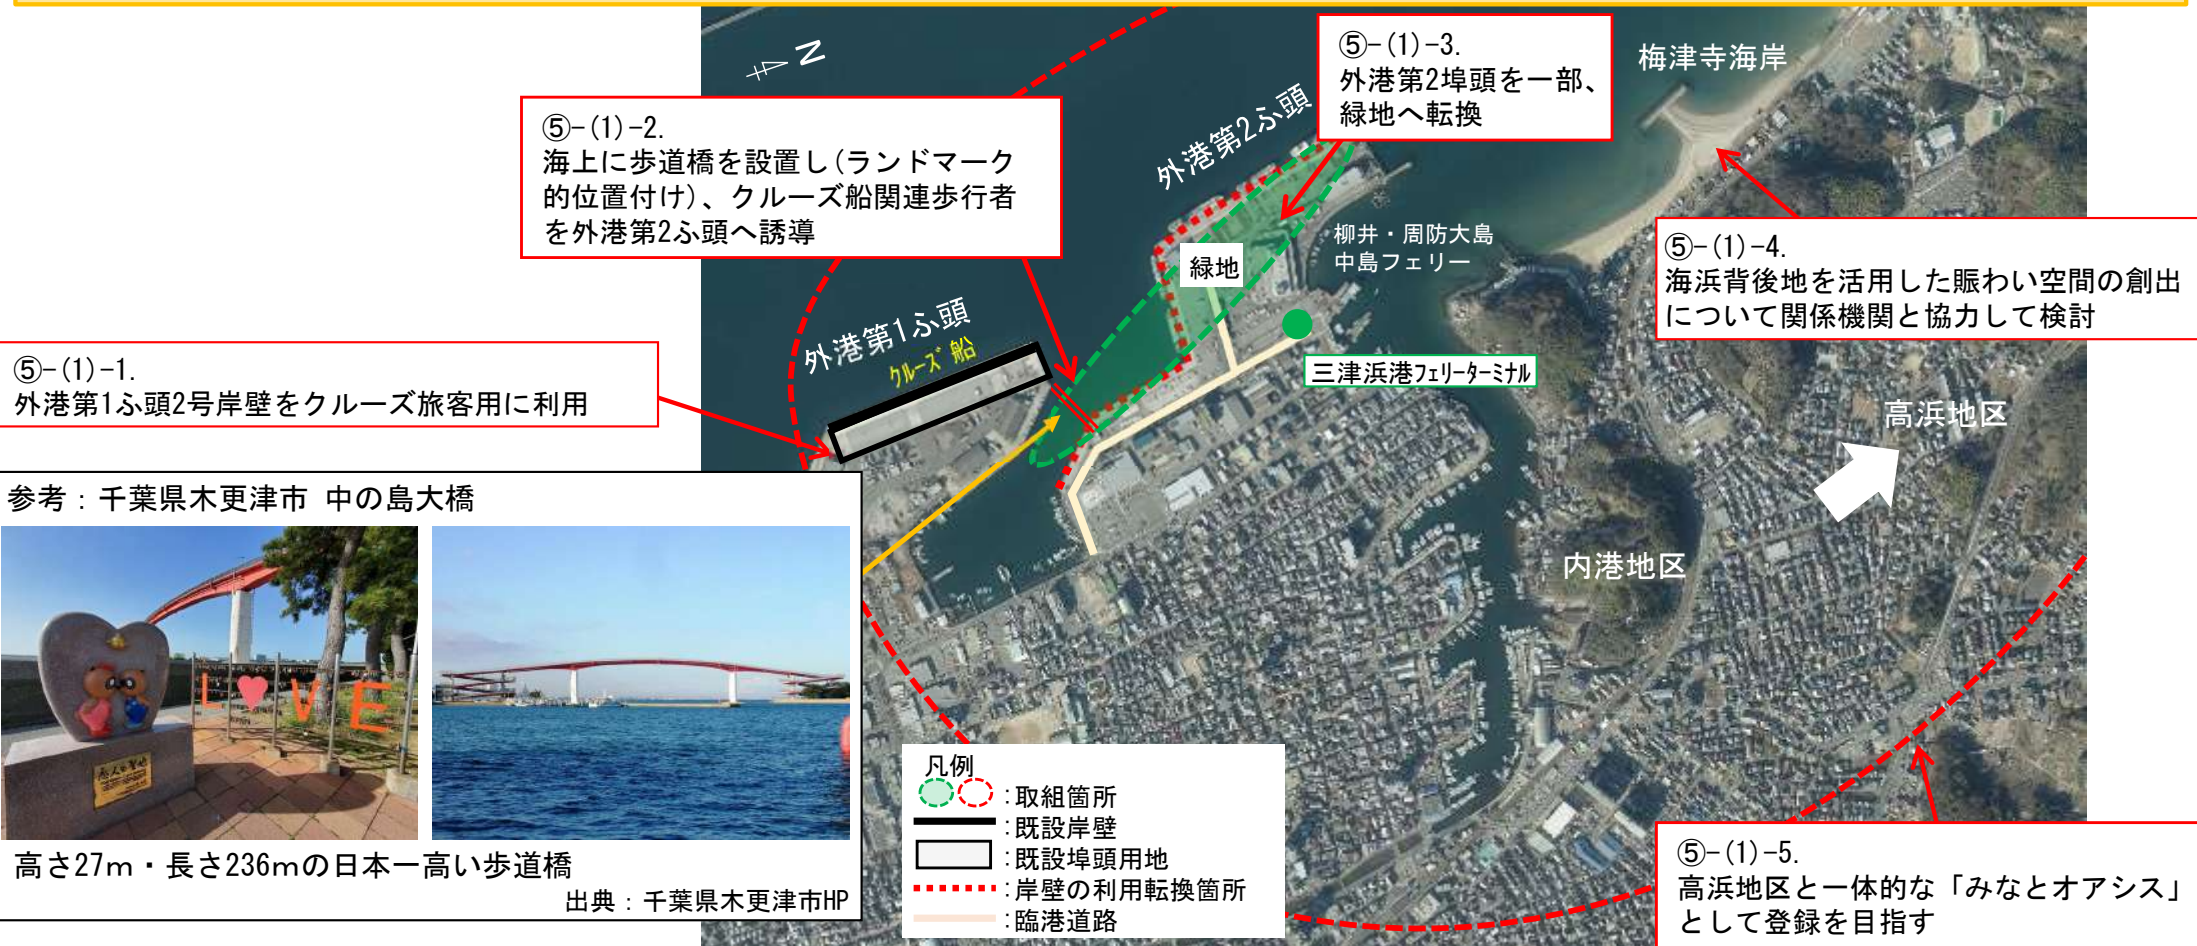 N
⑤-(1)-2.
海上に歩道橋を設置し(ランドマーク
的位置付け)、クルーズ船関連歩行者
を外港第2ふ頭へ誘導
⑤-(1)-3.
外港第2埠頭を一部、
緑地へ転換
梅津寺海岸
外港第2ふ頭
柳井・周防大島
中島フェリー
緑地
⑤-(1)-4.
海浜背後地を活用した賑わい空間の創出
について関係機関と協力して検討
外港第1ふ頭
クルーズ船
⑤-(1)-1.
外港第1ふ頭2号岸壁をクルーズ旅客用に利用
三津浜港フェリーターミナル
高浜地区
内港地区
参考：千葉県木更津市 中の島大橋
LOVE
恋人の聖地
高さ27m・長さ236mの日本一高い歩道橋
出典：千葉県木更津市HP
凡例
:取組箇所
:既設岸壁
:既設埠頭用地
:岸壁の利用転換箇所
:臨港道路
⑤-(1)-5.
高浜地区と一体的な「みなとオアシス」
として登録を目指す